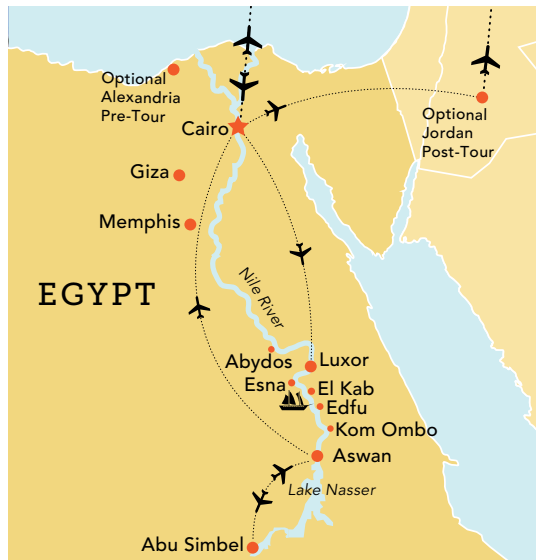 Optional
Alexandria
Pre-Tour
Cairo
Optional
Jordan
Post-Tour
Giza
Memphis
EGYPT
Nile River
Abydos
Luxor
Esna
El Kab
Edfu
Kom Ombo
Aswan
Lake Nasser
Abu Simbel